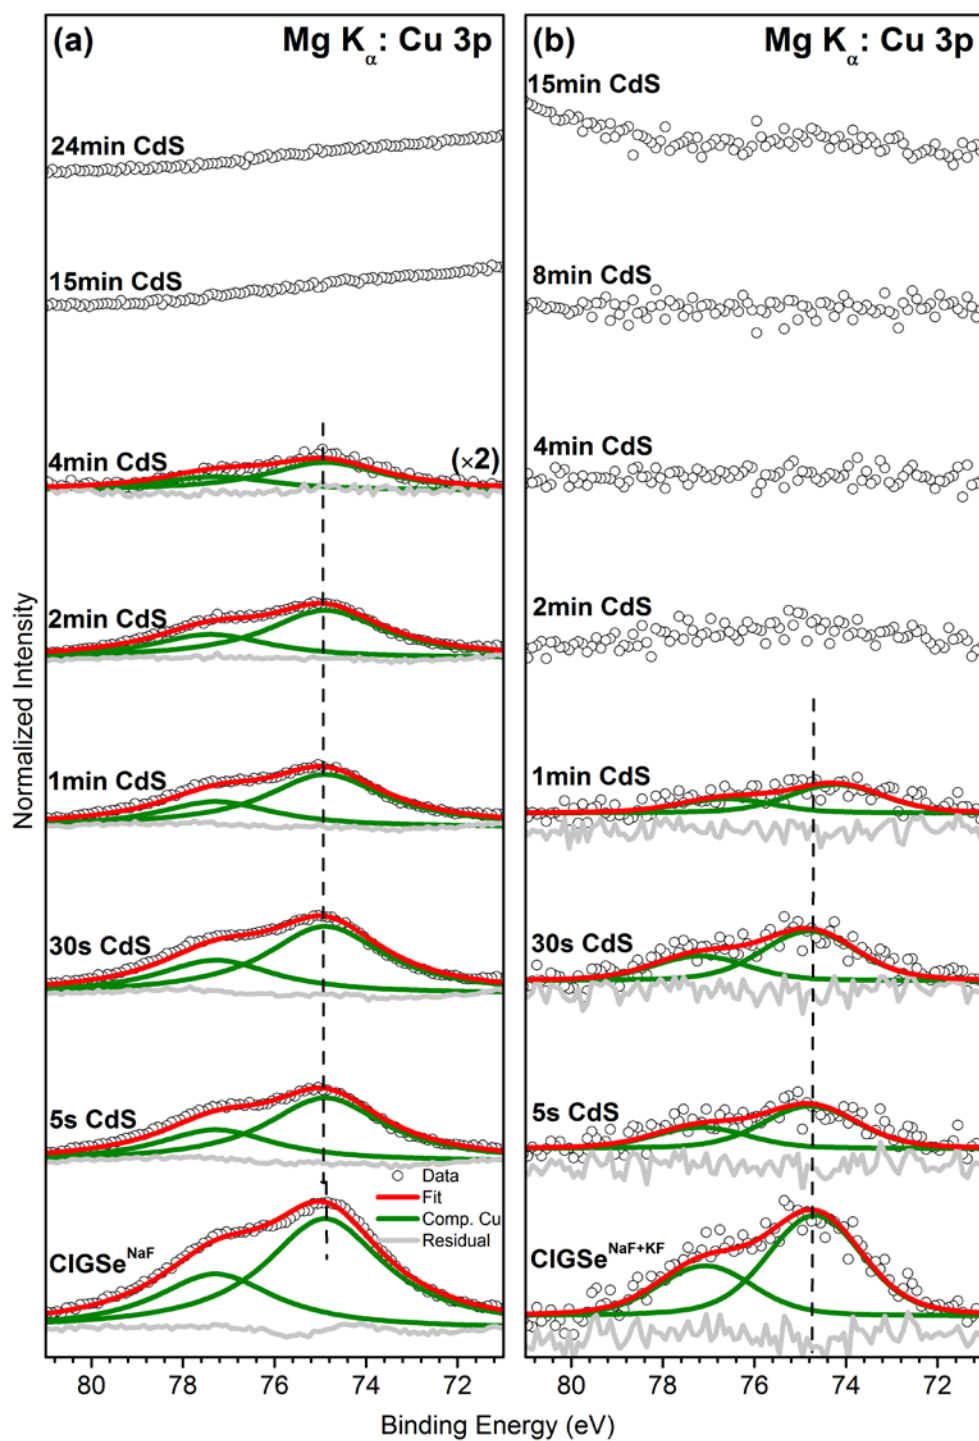 (a) Mg Kα: Cu 3p
24min CdS
15min CdS
4min CdS (×2)
2min CdS
1min CdS
30s CdS
5s CdS
Data
Fit
Comp. Cu
Residual
CIGSe^NaF
80 78 76 74 72
(b) Mg Kα: Cu 3p
15min CdS
8min CdS
4min CdS
2min CdS
1min CdS
30s CdS
5s CdS
CIGSe^NaF+KF
80 78 76 74 72
Normalized Intensity
Binding Energy (eV)